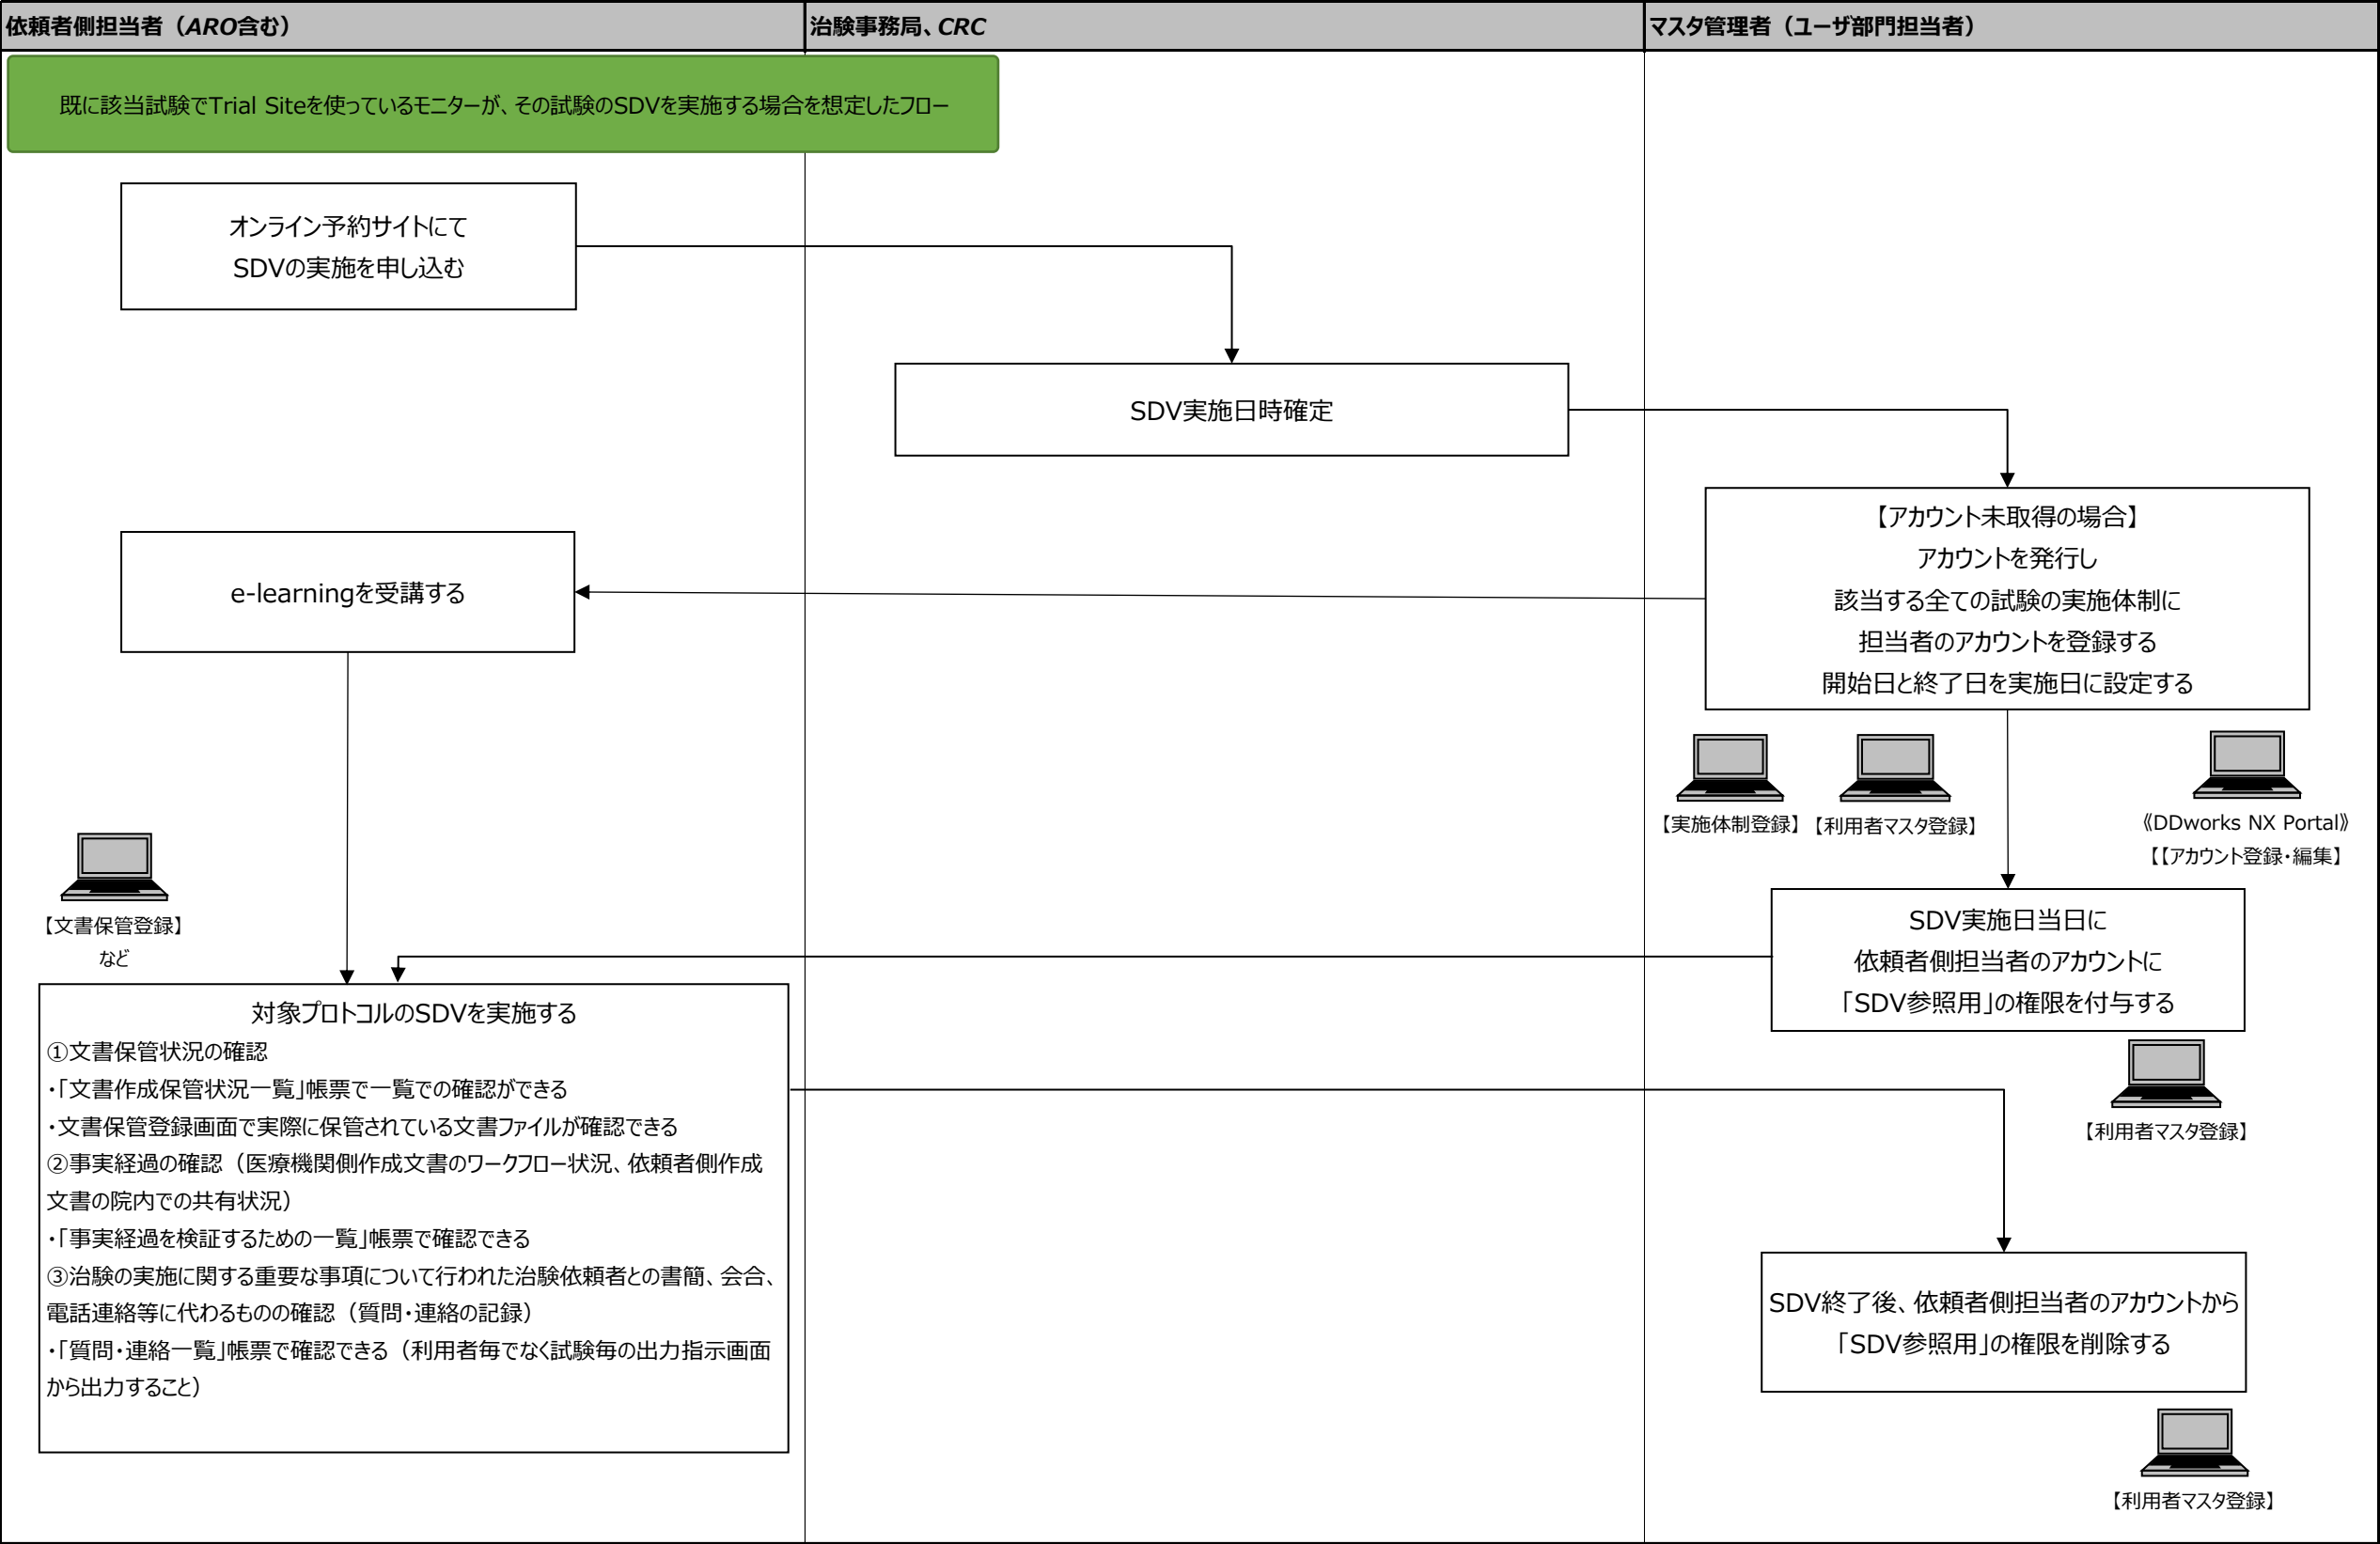 依頼者側担当者（ARO含む）
治験事務局、CRC
マスタ管理者（ユーザ部門担当者）
既に該当試験でTrial Siteを使っているモニターが、その試験のSDVを実施する場合を想定したフロー
オンライン予約サイトにて
SDVの実施を申し込む
SDV実施日時確定
【アカウント未取得の場合】
アカウントを発行し
該当する全ての試験の実施体制に
担当者のアカウントを登録する
開始日と終了日を実施日に設定する
e-learningを受講する
【実施体制登録】
【利用者マスタ登録】
《DDworks NX Portal》
【【アカウント登録・編集】
【文書保管登録】
など
SDV実施日当日に
依頼者側担当者のアカウントに
「SDV参照用」の権限を付与する
【利用者マスタ登録】
対象プロトコルのSDVを実施する
①文書保管状況の確認
・「文書作成保管状況一覧」帳票で一覧での確認ができる
・文書保管登録画面で実際に保管されている文書ファイルが確認できる
②事実経過の確認（医療機関側作成文書のワークフロー状況、依頼者側作成
文書の院内での共有状況）
・「事実経過を検証するための一覧」帳票で確認できる
③治験の実施に関する重要な事項について行われた治験依頼者との書簡、会合、
電話連絡等に代わるものの確認（質問・連絡の記録）
・「質問・連絡一覧」帳票で確認できる（利用者毎でなく試験毎の出力指示画面
から出力すること）
SDV終了後、依頼者側担当者のアカウントから
「SDV参照用」の権限を削除する
【利用者マスタ登録】